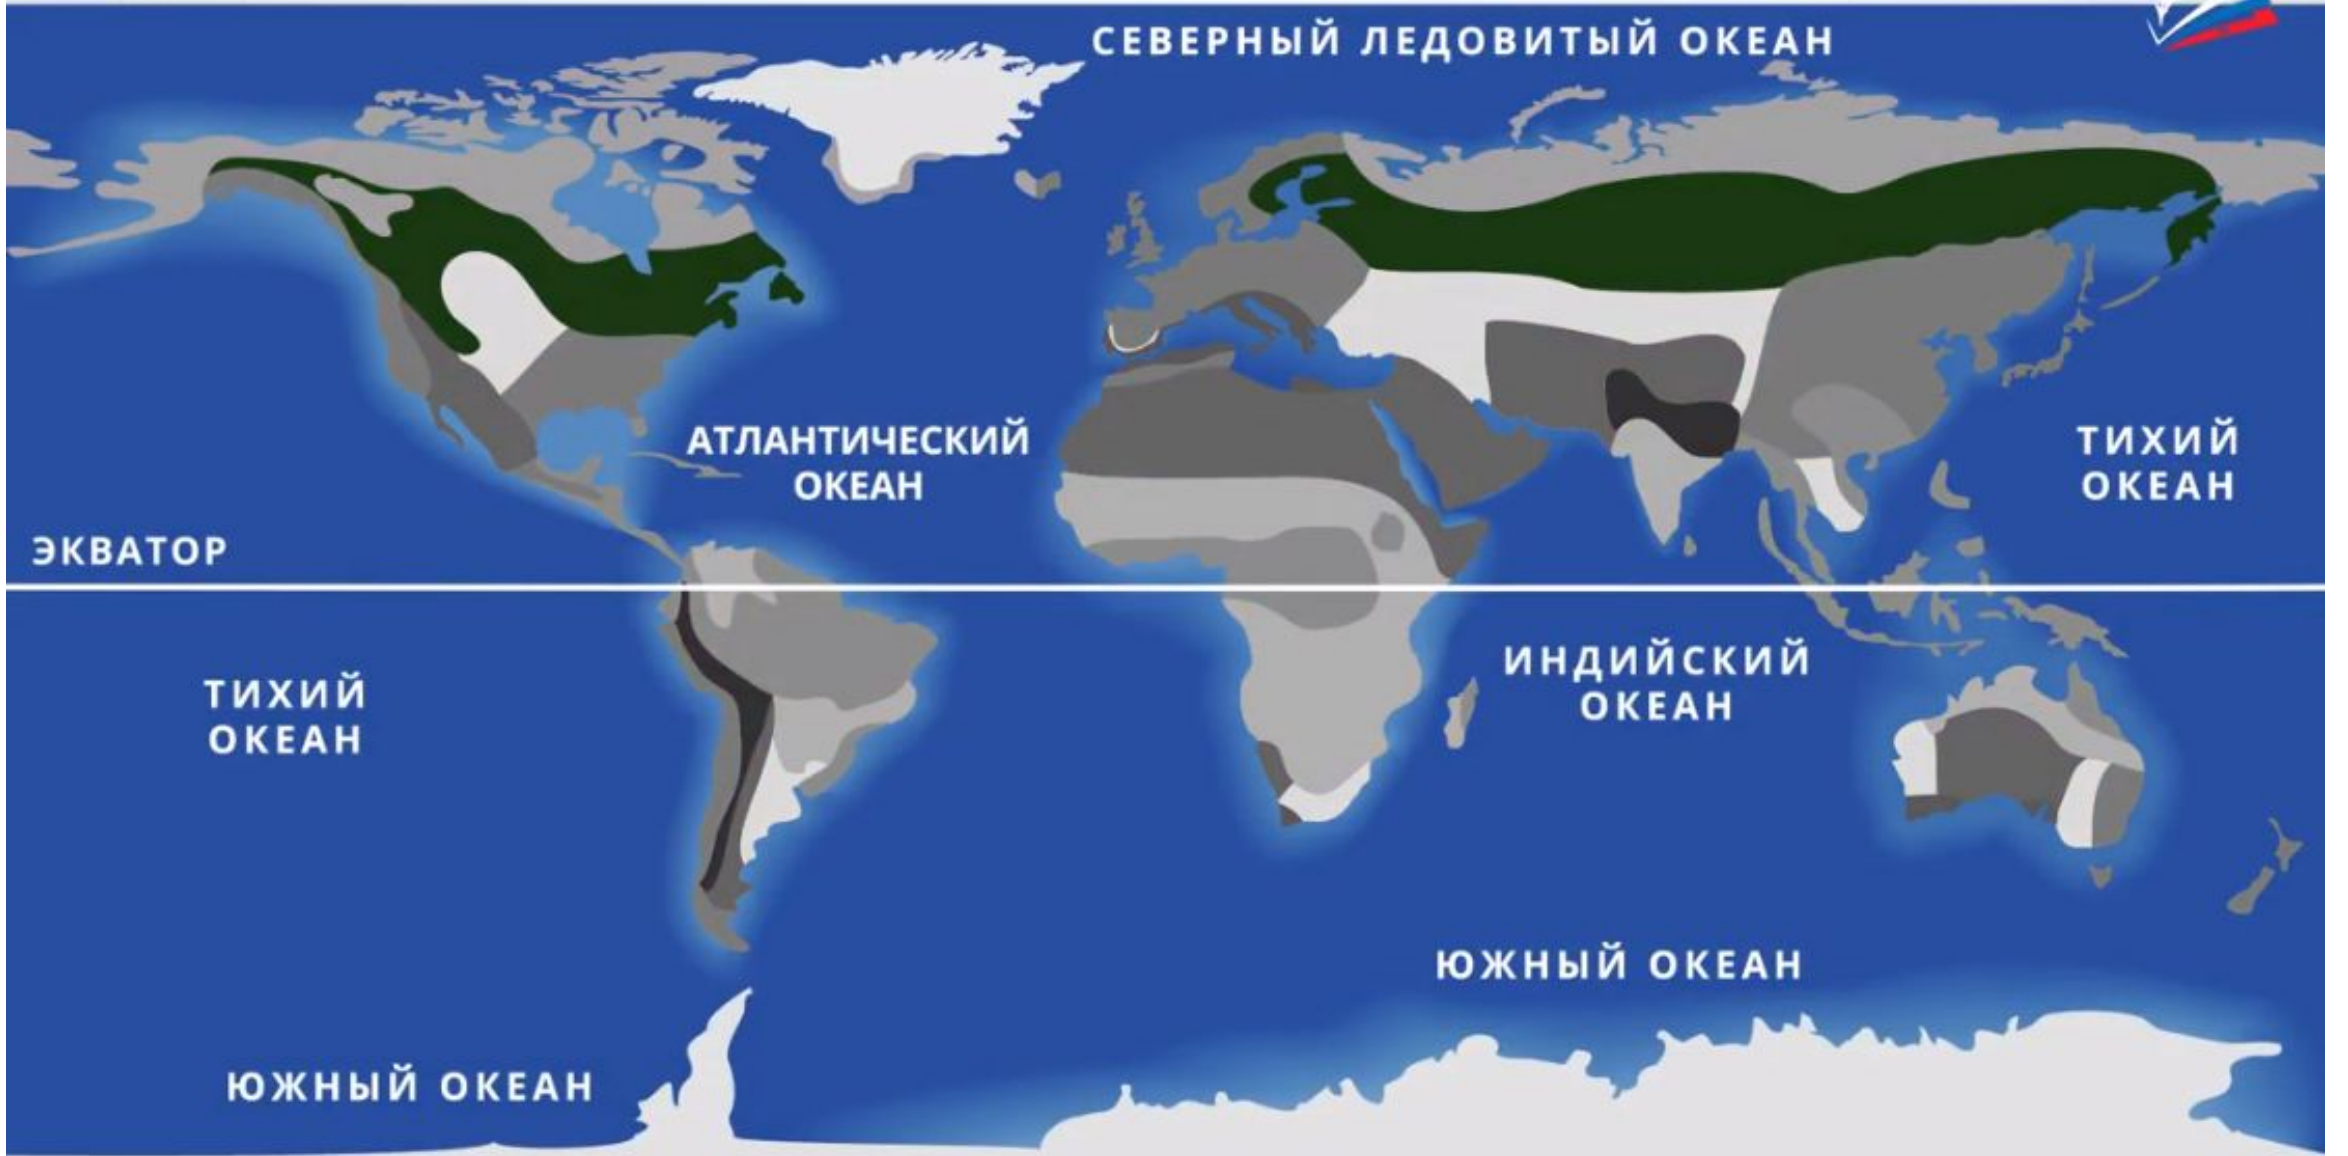 СЕВЕРНЫЙ ЛЕДОВИТЫЙ ОКЕАН
АТЛАНТИЧЕСКИЙ
ОКЕАН
ТИХИЙ
ОКЕАН
ЭКВАТОР
ИНДИЙСКИЙ
ОКЕАН
ТИХИЙ
ОКЕАН
ЮЖНЫЙ ОКЕАН
ЮЖНЫЙ ОКЕАН